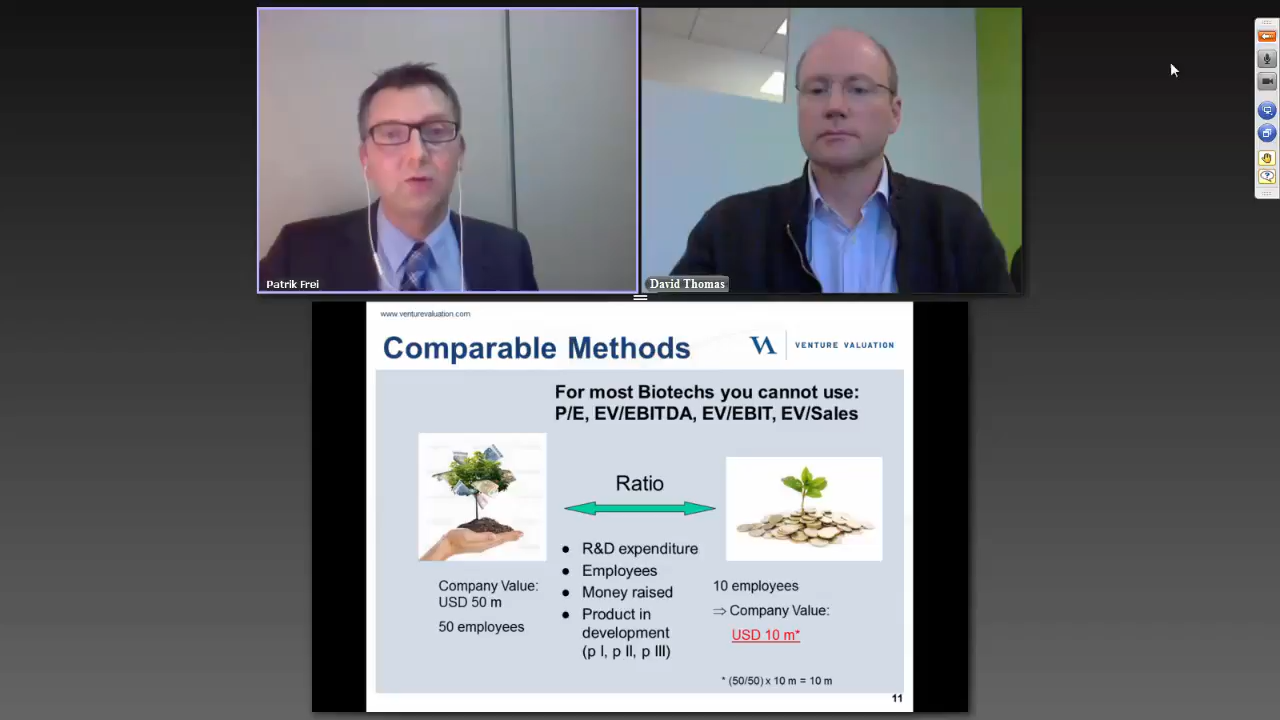 Patrik Frei
David Thomas
www.venturevaluation.com
Comparable Methods
VA VENTURE VALUATION
For most Biotechs you cannot use:
P/E, EV/EBITDA, EV/EBIT, EV/Sales
Ratio
● R&D expenditure
● Employees
● Money raised
● Product in
development
(p I, p II, p III)
Company Value:
USD 50 m
50 employees
10 employees
⇒ Company Value:
USD 10 m*
* (50/50) x 10 m = 10 m
11